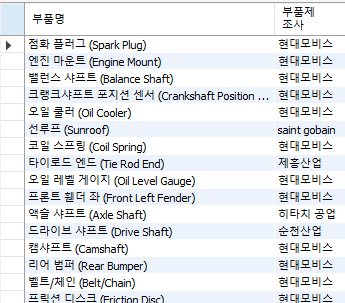 부품명 부품제
조사
점화 플러그 (Spark Plug) 현대모비스
엔진 마운트 (Engine Mount) 현대모비스
밸런스 샤프트 (Balance Shaft) 현대모비스
크랭크샤프트 포지션 센서 (Crankshaft Position ... 현대모비스
오일 쿨러 (Oil Cooler) 현대모비스
선루프 (Sunroof) saint gobain
코일 스프링 (Coil Spring) 현대모비스
타이로드 엔드 (Tie Rod End) 제흥산업
오일 레벨 게이지 (Oil Level Gauge) 현대모비스
프론트 휀더 좌 (Front Left Fender) 현대모비스
액슬 샤프트 (Axle Shaft) 히타치 공업
드라이브 샤프트 (Drive Shaft) 순천산업
캠샤프트 (Camshaft) 현대모비스
리어 범퍼 (Rear Bumper) 현대모비스
벨트/체인 (Belt/Chain) 현대모비스
프릭션 디스크 (Friction Disc) 현대모비스